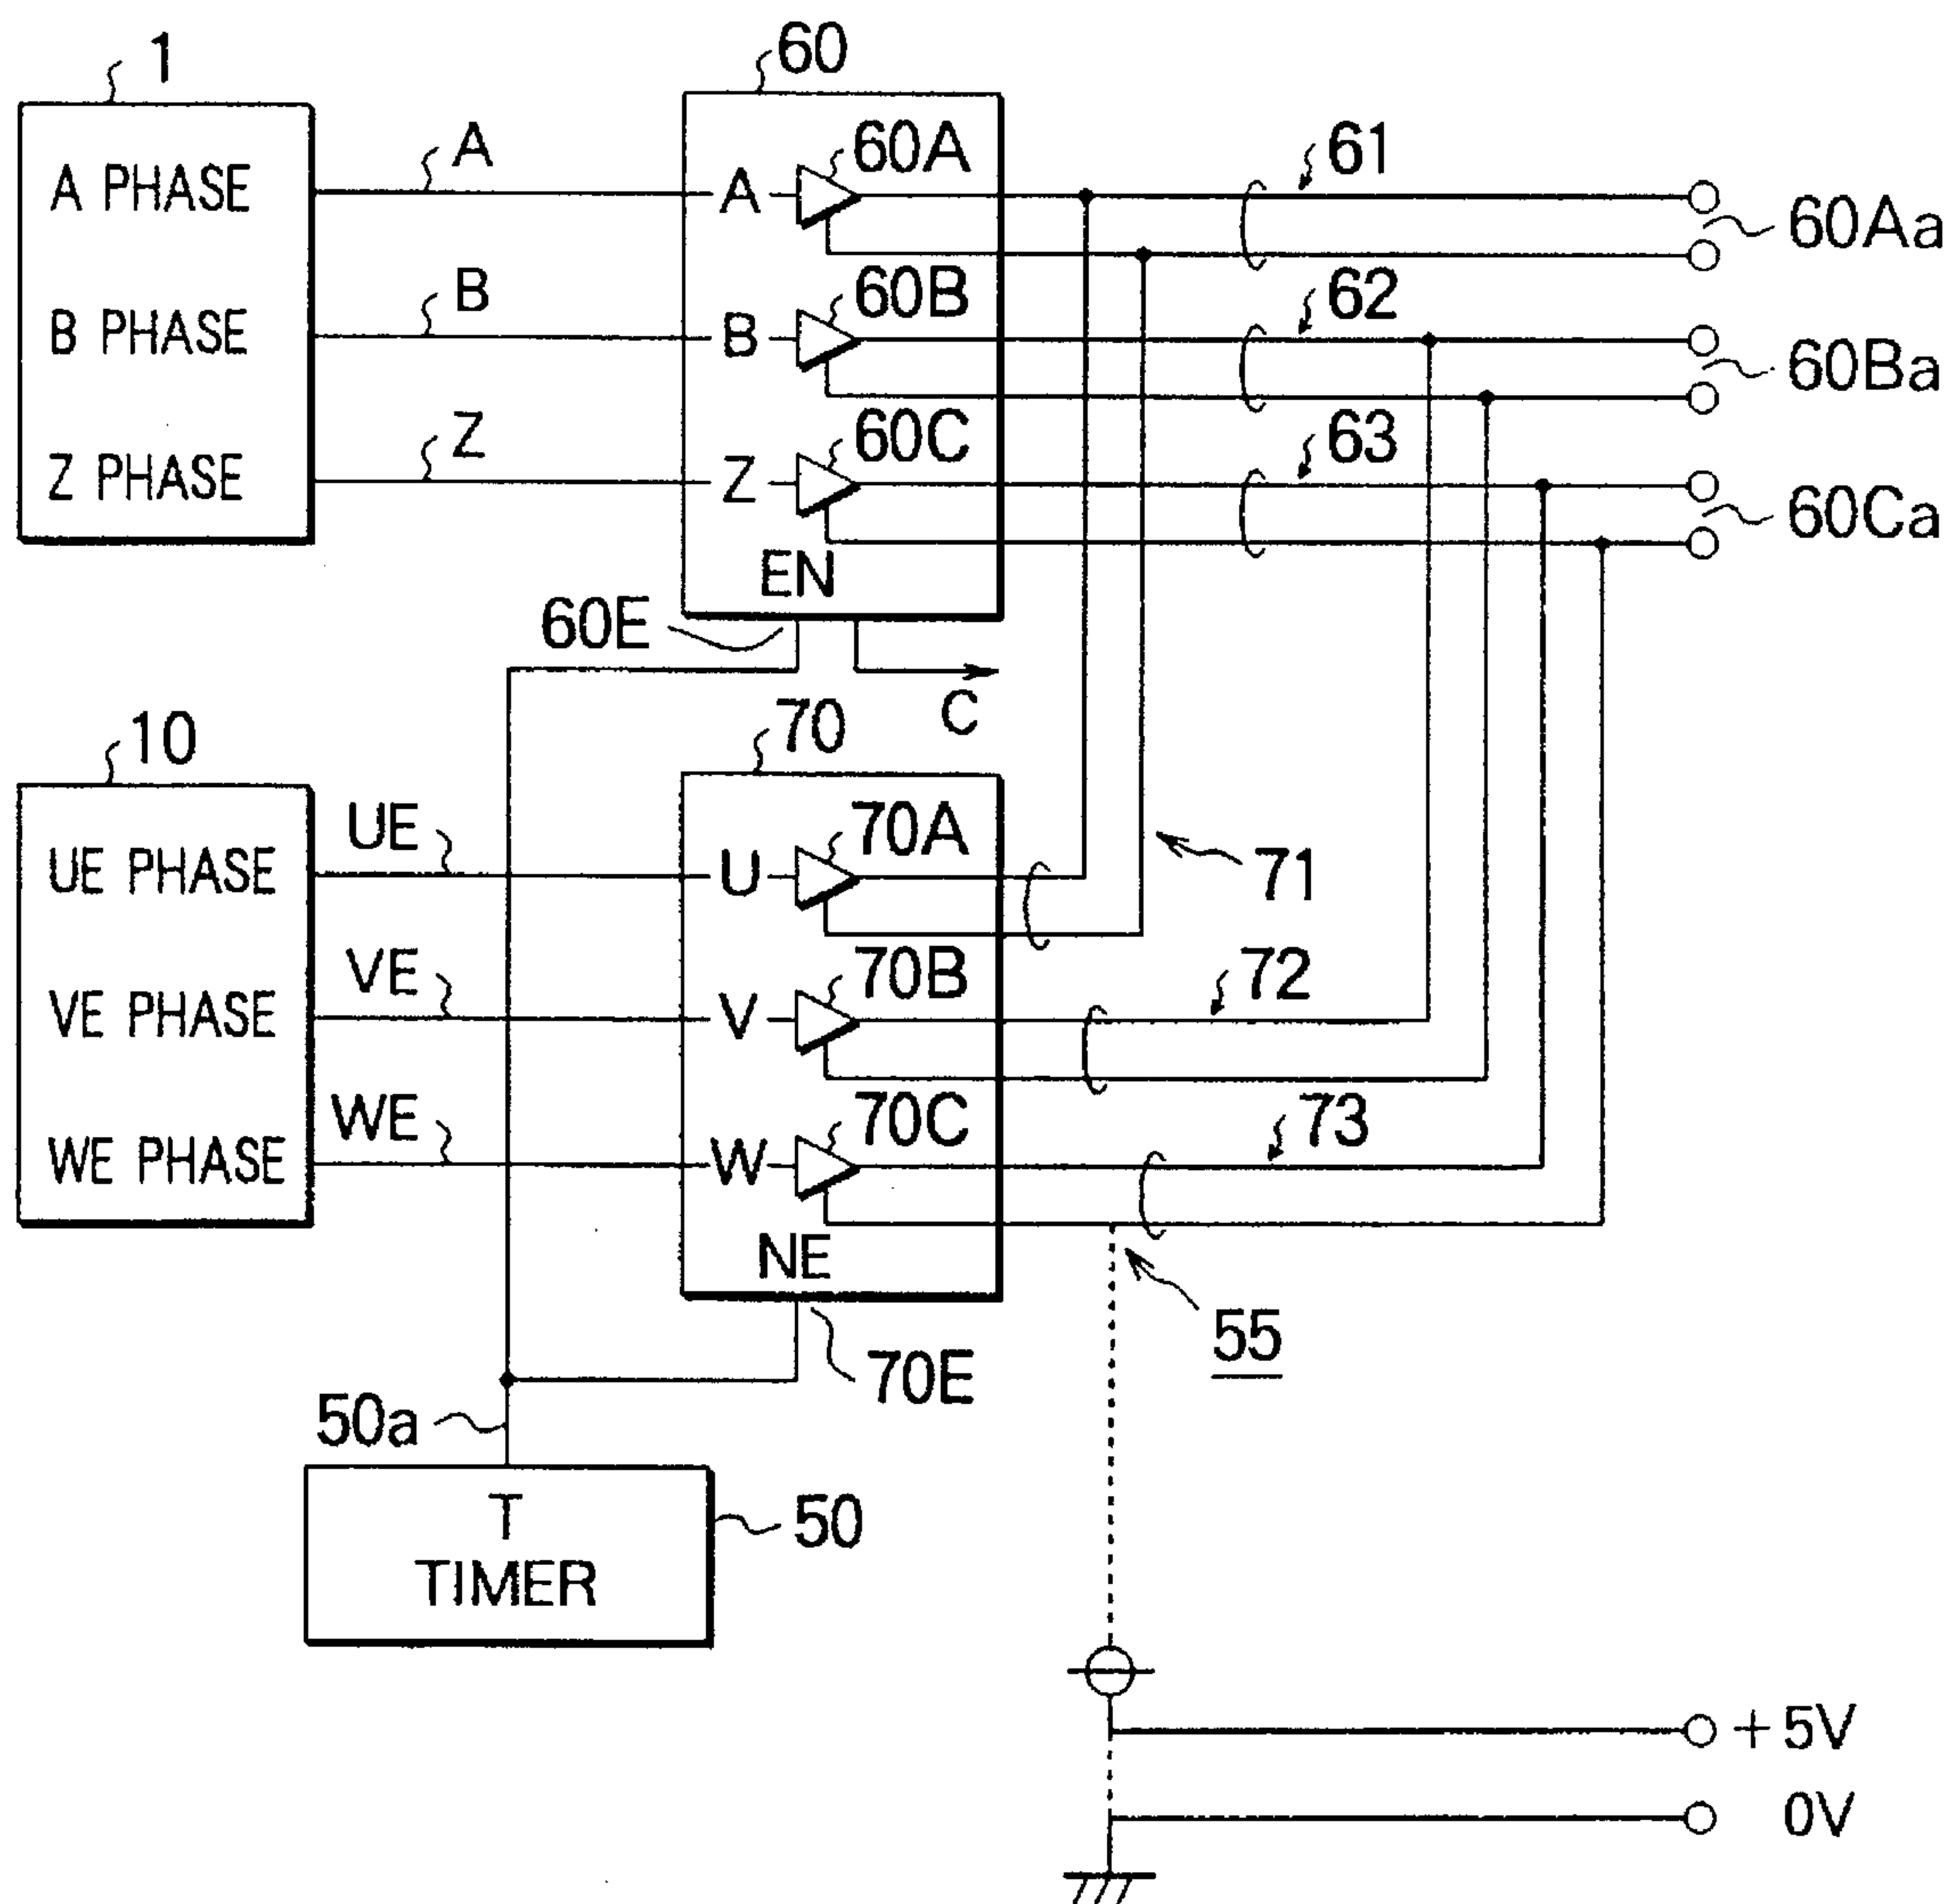 1
60
A PHASE
A
A
60A
61
60Aa
B PHASE
B
B
60B
62
60Ba
Z PHASE
Z
Z
60C
63
60Ca
EN
60E
C
10
70
UE PHASE
UE
U
70A
71
VE PHASE
VE
V
70B
72
WE PHASE
WE
W
70C
73
NE
70E
55
50a
T
TIMER
50
+5V
0V